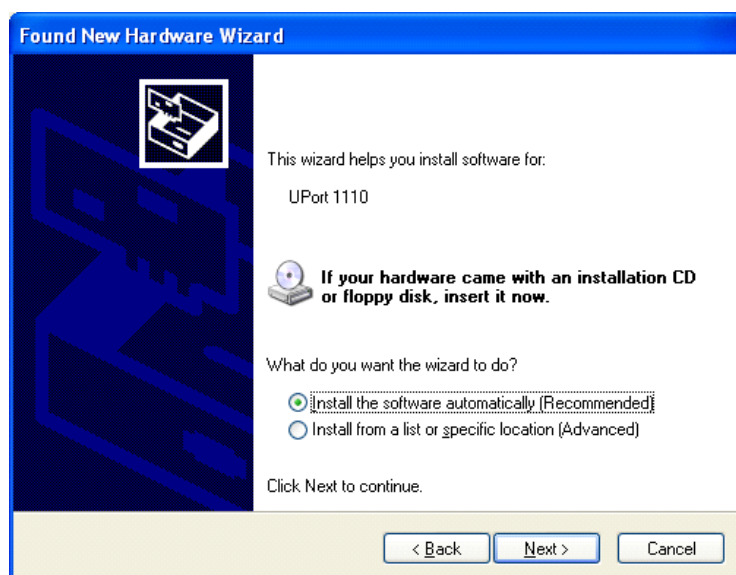 Found New Hardware Wizard
This wizard helps you install software for:
UPort 1110
If your hardware came with an installation CD
or floppy disk, insert it now.
What do you want the wizard to do?
Install the software automatically (Recommended)
Install from a list or specific location (Advanced)
Click Next to continue.
< Back Next > Cancel